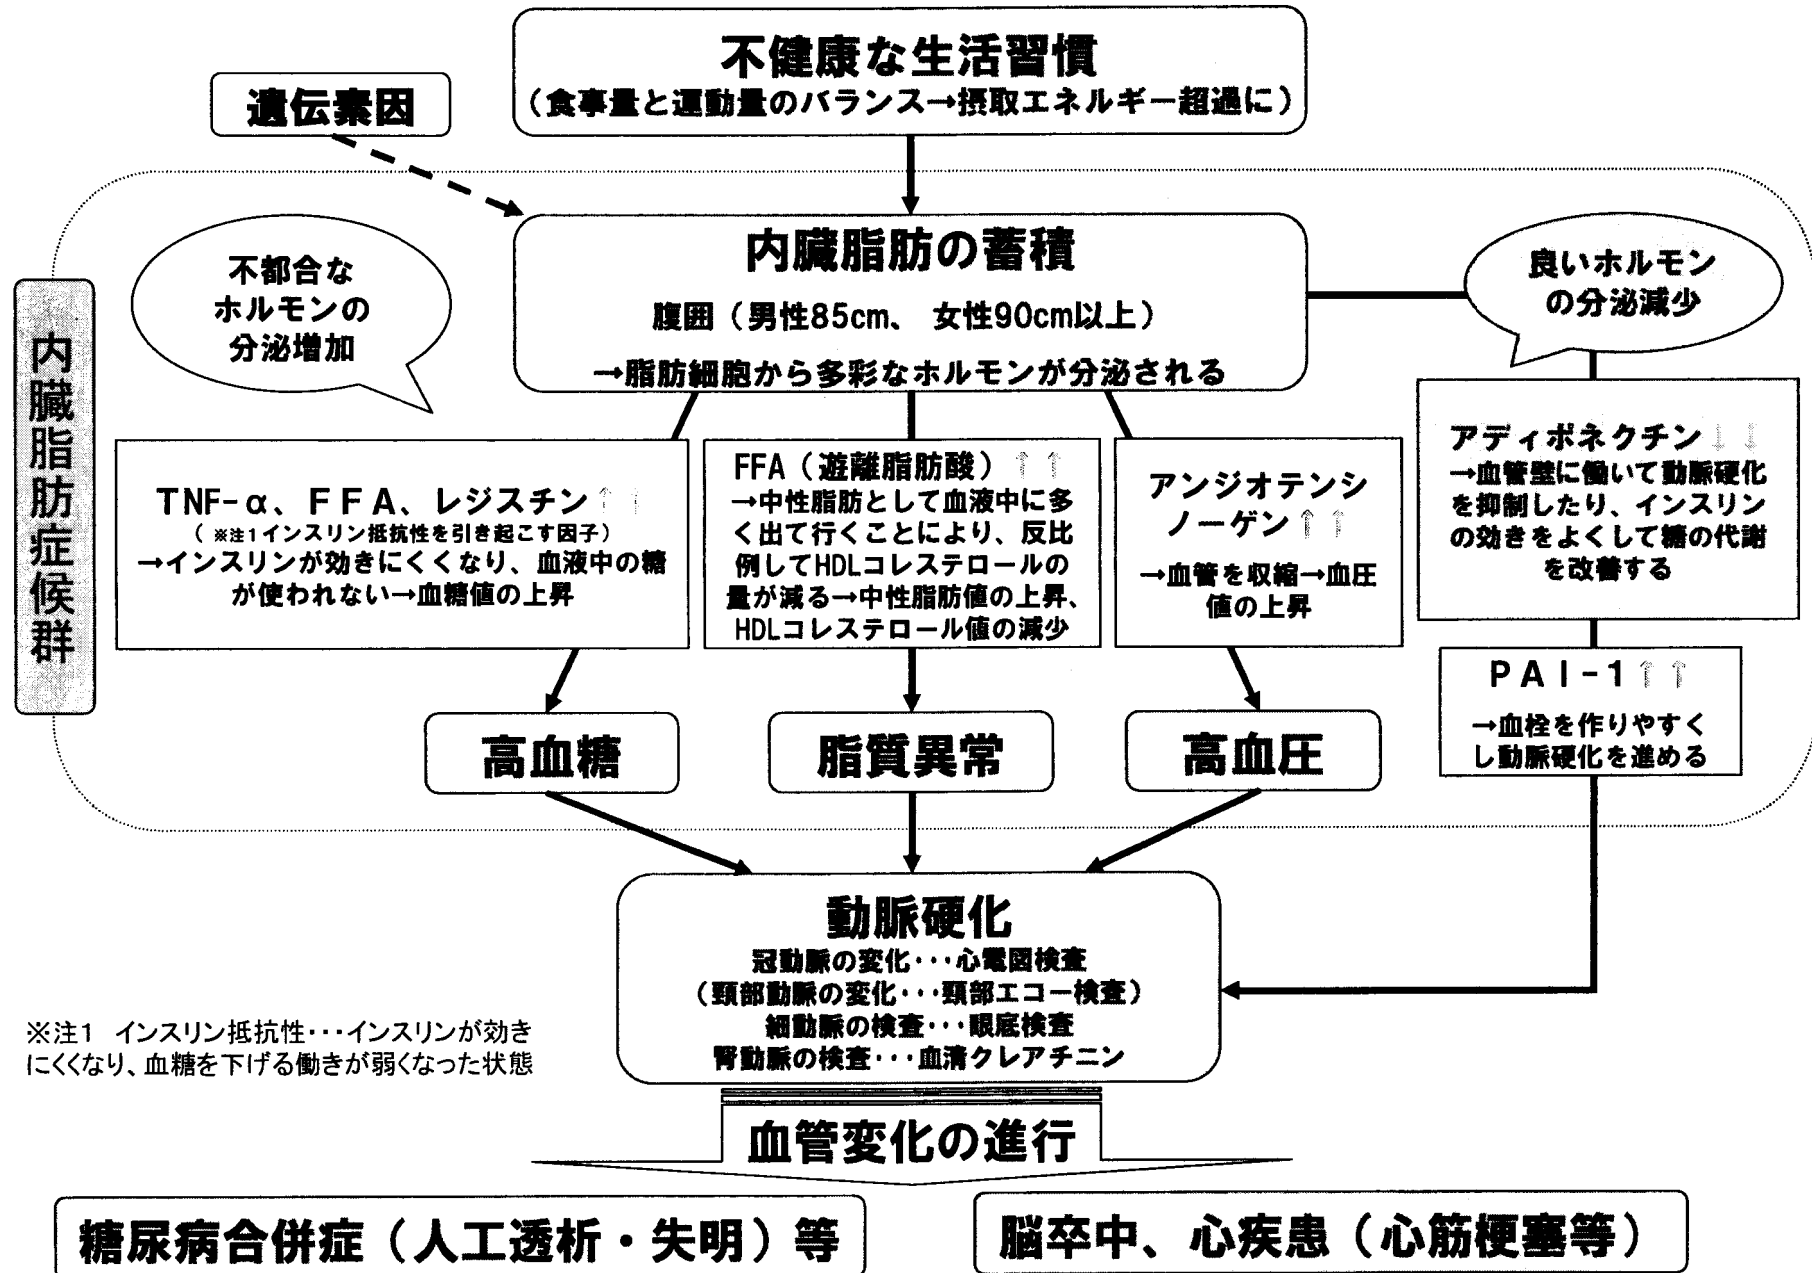 不健康な生活習慣
（食事量と運動量のバランス→摂取エネルギー超過に）
遺伝素因
内臓脂肪症候群
不都合な
ホルモンの
分泌増加
内臓脂肪の蓄積
腹囲（男性85cm、 女性90cm以上）
→脂肪細胞から多彩なホルモンが分泌される
良いホルモン
の分泌減少
TNF-α、ＦＦＡ、レジスチン↑↑
（ ※注1インスリン抵抗性を引き起こす因子）
→インスリンが効きにくくなり、血液中の糖
が使われない→血糖値の上昇
FFA（遊離脂肪酸）↑↑
→中性脂肪として血液中に多
く出て行くことにより、反比
例してHDLコレステロールの
量が減る→中性脂肪値の上昇、
HDLコレステロール値の減少
アンジオテンシ
ノーゲン↑↑
→血管を収縮→血圧
値の上昇
アディポネクチン↓↓
→血管壁に働いて動脈硬化
を抑制したり、インスリン
の効きをよくして糖の代謝
を改善する
ＰＡＩ-１↑↑
→血栓を作りやすく
し動脈硬化を進める
高血糖
脂質異常
高血圧
動脈硬化
冠動脈の変化･･･心電図検査
（頸部動脈の変化･･･頸部エコー検査）
細動脈の検査･･･眼底検査
腎動脈の検査･･･血清クレアチニン
※注1　インスリン抵抗性･･･インスリンが効き
にくくなり、血糖を下げる働きが弱くなった状態
血管変化の進行
糖尿病合併症（人工透析・失明）等
脳卒中、心疾患（心筋梗塞等）